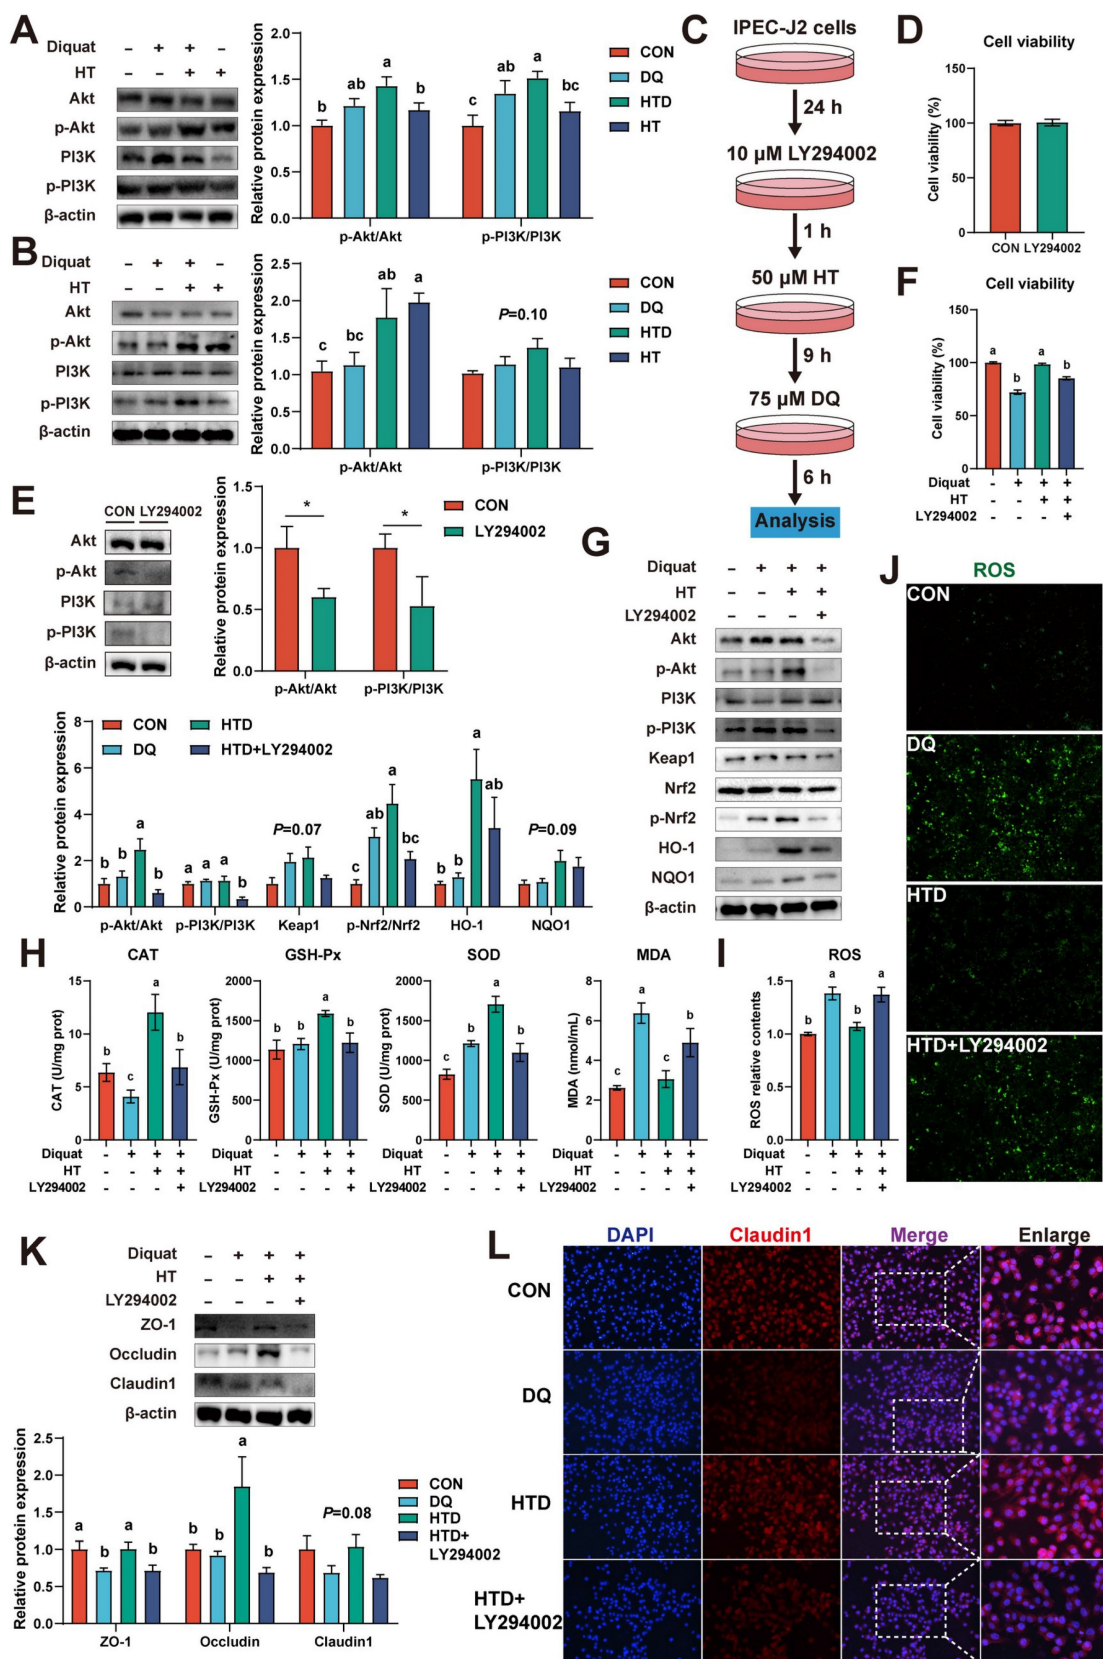 A
Diquat - + + -
HT - - + +
Akt
p-Akt
PI3K
p-PI3K
β-actin
Relative protein expression
2.0
1.5
1.0
0.5
0.0
b ab a b
c ab a bc
p-Akt/Akt p-PI3K/PI3K
CON
DQ
HTD
HT
B
Diquat - + + -
HT - - + +
Akt
p-Akt
PI3K
p-PI3K
β-actin
Relative protein expression
2.5
2.0
1.5
1.0
0.5
0.0
c bc ab a
P=0.10
p-Akt/Akt p-PI3K/PI3K
CON
DQ
HTD
HT
C
IPEC-J2 cells
24 h
10 μM LY294002
1 h
50 μM HT
9 h
75 μM DQ
6 h
Analysis
D
Cell viability
Cell viability (%)
150
100
50
0
CON LY294002
E
CON LY294002
Akt
p-Akt
PI3K
p-PI3K
β-actin
Relative protein expression
1.5
1.0
0.5
0.0
* *
p-Akt/Akt p-PI3K/PI3K
CON
LY294002
F
Cell viability
Cell viability (%)
150
100
50
0
a b a b
Diquat - + + +
HT - - + +
LY294002 - - - +
G
Diquat - + + +
HT - - + +
LY294002 - - - +
Akt
p-Akt
PI3K
p-PI3K
Keap1
Nrf2
p-Nrf2
HO-1
NQO1
β-actin
Relative protein expression
8
6
4
2
0
CON HTD
DQ HTD+LY294002
b b a b
a a a b
P=0.07
c ab a bc
b b a ab
P=0.09
p-Akt/Akt p-PI3K/PI3K Keap1 p-Nrf2/Nrf2 HO-1 NQO1
H
CAT
CAT (U/mg prot)
15
10
5
0
b c a b
Diquat - + + +
HT - - + +
LY294002 - - - +
GSH-Px
GSH-Px (U/mg prot)
2000
1500
1000
500
0
b b a b
Diquat - + + +
HT - - + +
LY294002 - - - +
SOD
SOD (U/mg prot)
2000
1500
1000
500
0
c b a b
Diquat - + + +
HT - - + +
LY294002 - - - +
MDA
MDA (nmol/mL)
8
6
4
2
0
c a c b
Diquat - + + +
HT - - + +
LY294002 - - - +
I
ROS
ROS relative contents
2.0
1.5
1.0
0.5
0.0
b a b a
Diquat - + + +
HT - - + +
LY294002 - - - +
J
ROS
CON
DQ
HTD
HTD+LY294002
K
Diquat - + + +
HT - - + +
LY294002 - - - +
ZO-1
Occludin
Claudin1
β-actin
Relative protein expression
2.5
2.0
1.5
1.0
0.5
0.0
a b a b
b b a b
P=0.08
ZO-1 Occludin Claudin1
CON
DQ
HTD
HTD+
LY294002
L
DAPI Claudin1 Merge Enlarge
CON
DQ
HTD
HTD+
LY294002